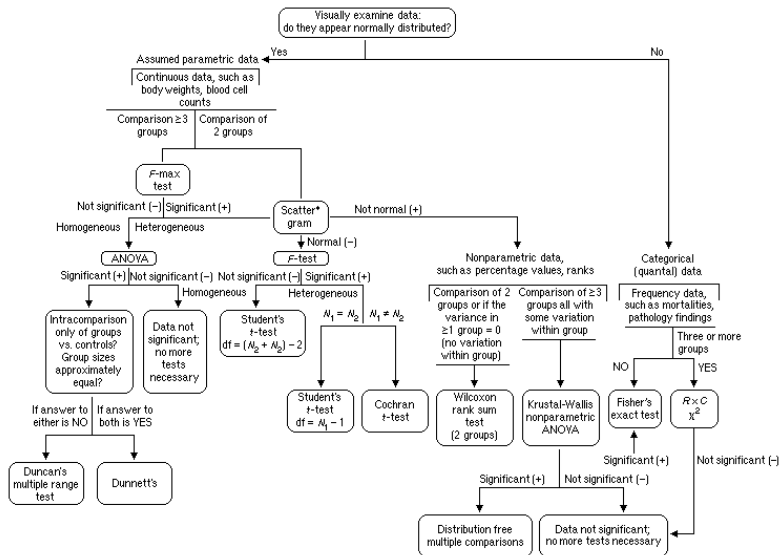 Yisually examine data:
do they appear normally distributed?
Yes
No
Assumed parametric data
Continuous data, such as
body weights, blood cell
counts
Comparison ≥3
groups
Comparison of
2 groups
F-max
test
Not significant (−)
Significant (+)
Homogeneous
Heterogeneous
Scatter*
gram
Not normal (+)
Normal (−)
ANOYA
F-test
Significant (+)
Not significant (−)
Homogeneous
Not significant (−)
Significant (+)
Heterogeneous
Intracomparison
only of groups
vs. controls?
Group sizes
approximately
equal?
Data not
significant;
no more
tests
necessary
Student's
t-test
df = (N₂ + N₂) − 2
N₁ = N₂
N₁ ≠ N₂
Student's
t-test
df = N₁ − 1
Cochran
t-test
If answer to
either is NO
If answer to
both is YES
Duncan's
multiple range
test
Dunnett's
Nonparametric data,
such as percentage values, ranks
Comparison of 2
groups or if the
variance in
≥1 group = 0
(no variation
within group)
Comparison of ≥3
groups all with
some variation
within group
Wilcoxon
rank sum
test
(2 groups)
Krustal-Wallis
nonparametric
ANOYA
Significant (+)
Not significant (−)
Distribution free
multiple comparisons
Data not significant;
no more tests necessary
Categorical
(quantal) data
Frequency data,
such as mortalities,
pathology findings
Three or more
groups
NO
YES
Fisher's
exact test
R × C
χ²
Significant (+)
Not significant (−)